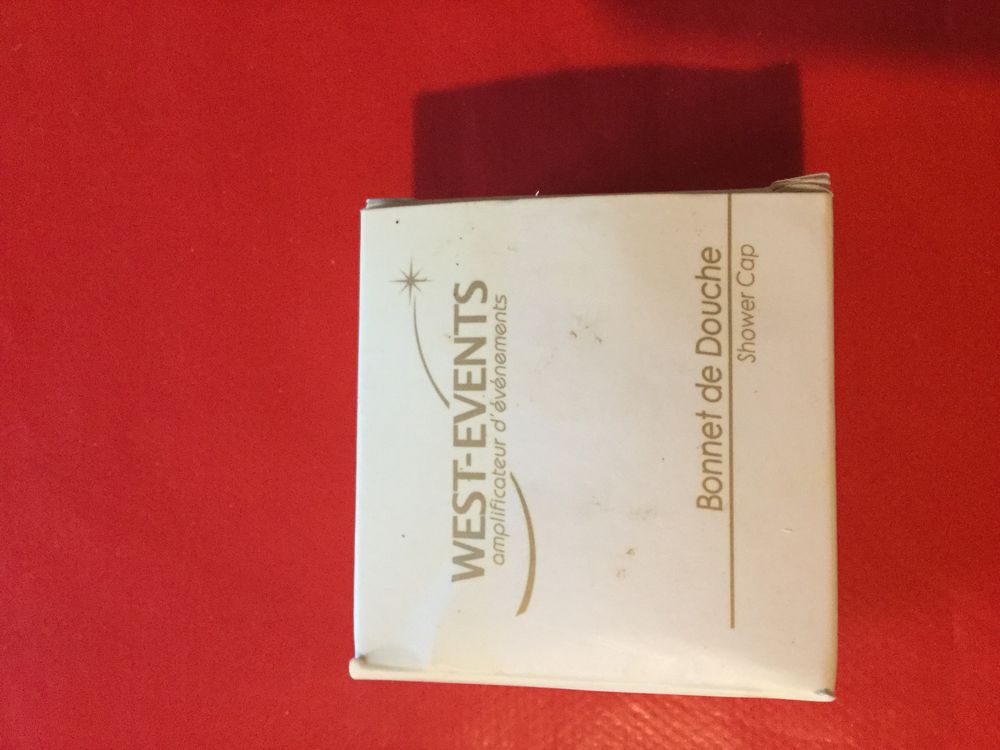 WEST-EVENTS
amplificateur d'événements
Bonnet de Douche
Shower Cap